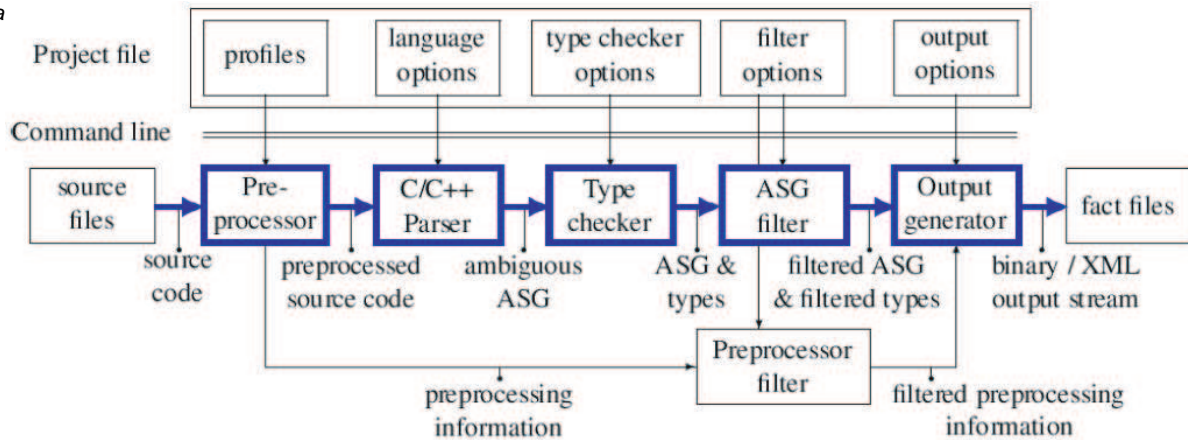 a
Project file
profiles
language
options
type checker
options
filter
options
output
options
Command line
source
files
Pre-
processor
C/C++
Parser
Type
checker
ASG
filter
Output
generator
fact files
source
code
preprocessed
source code
ambiguous
ASG
ASG &
types
filtered ASG
& filtered types
binary / XML
output stream
Preprocessor
filter
preprocessing
information
filtered preprocessing
information